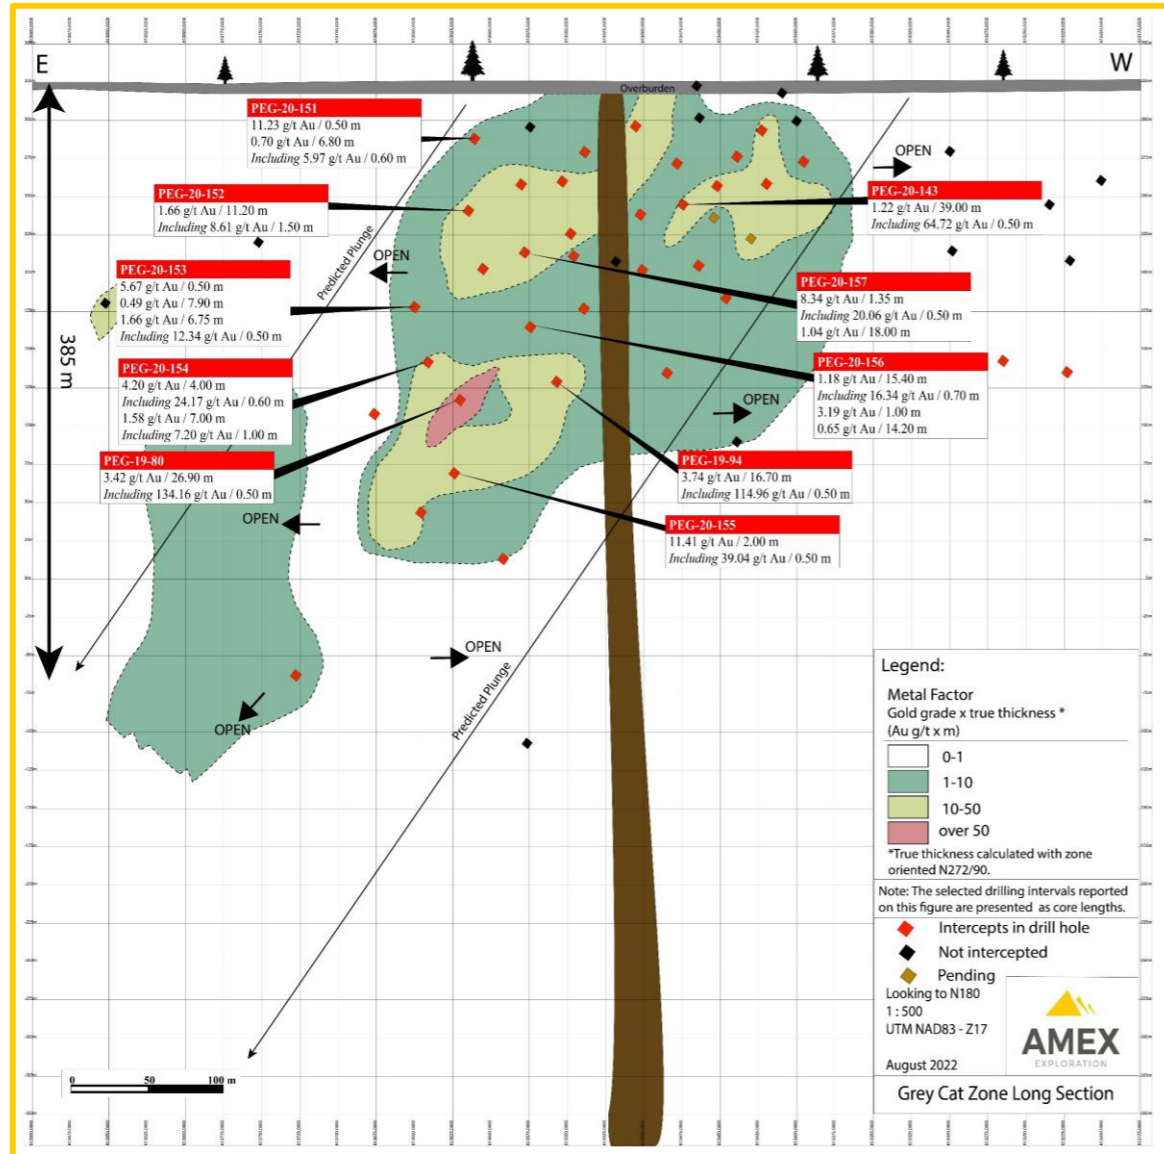 E
W
Overburden
PEG-20-151
11.23 g/t Au / 0.50 m
0.70 g/t Au / 6.80 m
Including 5.97 g/t Au / 0.60 m
OPEN
PEG-20-152
1.66 g/t Au / 11.20 m
Including 8.61 g/t Au / 1.50 m
PEG-20-143
1.22 g/t Au / 39.00 m
Including 64.72 g/t Au / 0.50 m
Predicted Plunge
OPEN
PEG-20-153
5.67 g/t Au / 0.50 m
0.49 g/t Au / 7.90 m
1.66 g/t Au / 6.75 m
Including 12.34 g/t Au / 0.50 m
PEG-20-157
8.34 g/t Au / 1.35 m
Including 20.06 g/t Au / 0.50 m
1.04 g/t Au / 18.00 m
385 m
PEG-20-154
4.20 g/t Au / 4.00 m
Including 24.17 g/t Au / 0.60 m
1.58 g/t Au / 7.00 m
Including 7.20 g/t Au / 1.00 m
PEG-20-156
1.18 g/t Au / 15.40 m
Including 16.34 g/t Au / 0.70 m
3.19 g/t Au / 1.00 m
0.65 g/t Au / 14.20 m
OPEN
PEG-19-80
3.42 g/t Au / 26.90 m
Including 134.16 g/t Au / 0.50 m
PEG-19-94
3.74 g/t Au / 16.70 m
Including 114.96 g/t Au / 0.50 m
OPEN
PEG-20-155
11.41 g/t Au / 2.00 m
Including 39.04 g/t Au / 0.50 m
OPEN
Predicted Plunge
OPEN
Legend:
Metal Factor
Gold grade x true thickness *
(Au g/t x m)
0-1
1-10
10-50
over 50
*True thickness calculated with zone
oriented N272/90.
Note: The selected drilling intervals reported
on this figure are presented as core lengths.
Intercepts in drill hole
Not intercepted
Pending
Looking to N180
1 : 500
UTM NAD83 - Z17
August 2022
AMEX
EXPLORATION
Grey Cat Zone Long Section
0 50 100 m